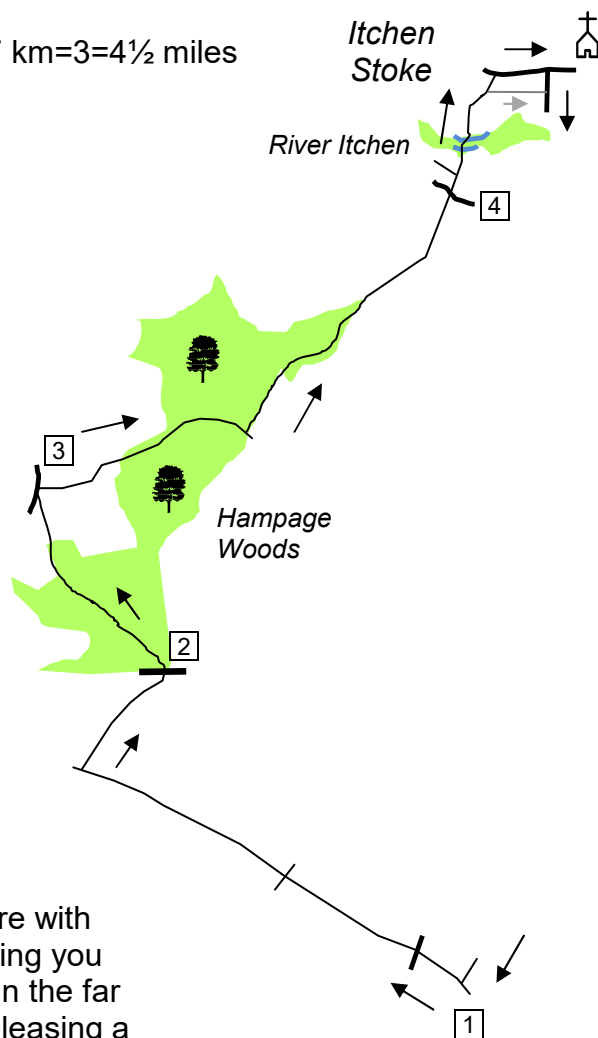 km=3=4½ miles
Itchen
Stoke
River Itchen
4
3
Hampage
Woods
2
re with
ing you
n the far
leasing a
1